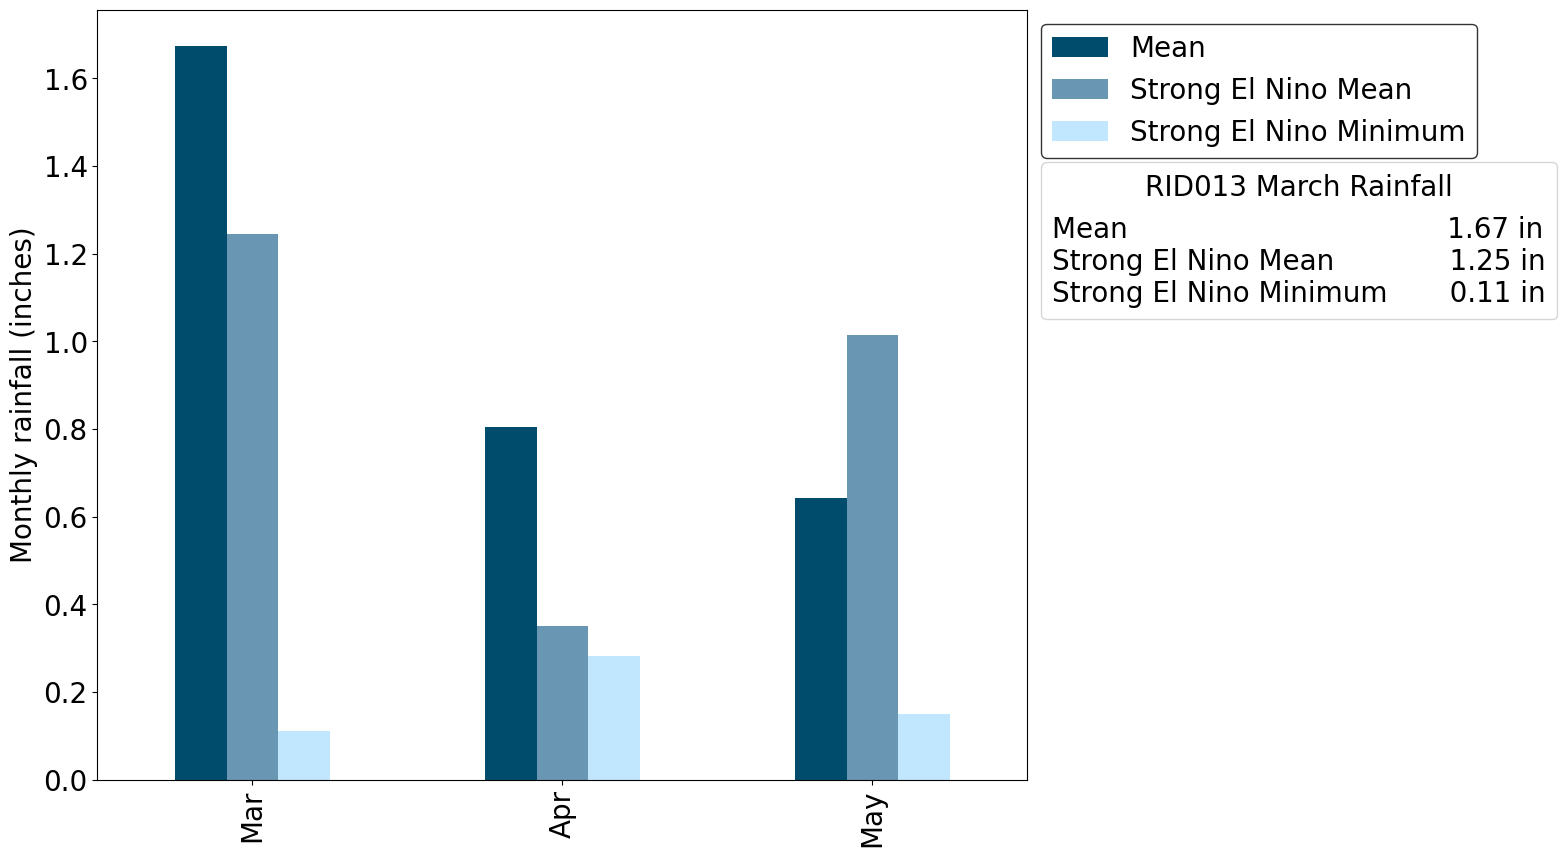 Monthly rainfall (inches)
1.6
1.4
1.2
1.0
0.8
0.6
0.4
0.2
0.0
Mar
Apr
May
Mean
Strong El Nino Mean
Strong El Nino Minimum
RID013 March Rainfall
Mean 1.67 in
Strong El Nino Mean 1.25 in
Strong El Nino Minimum 0.11 in